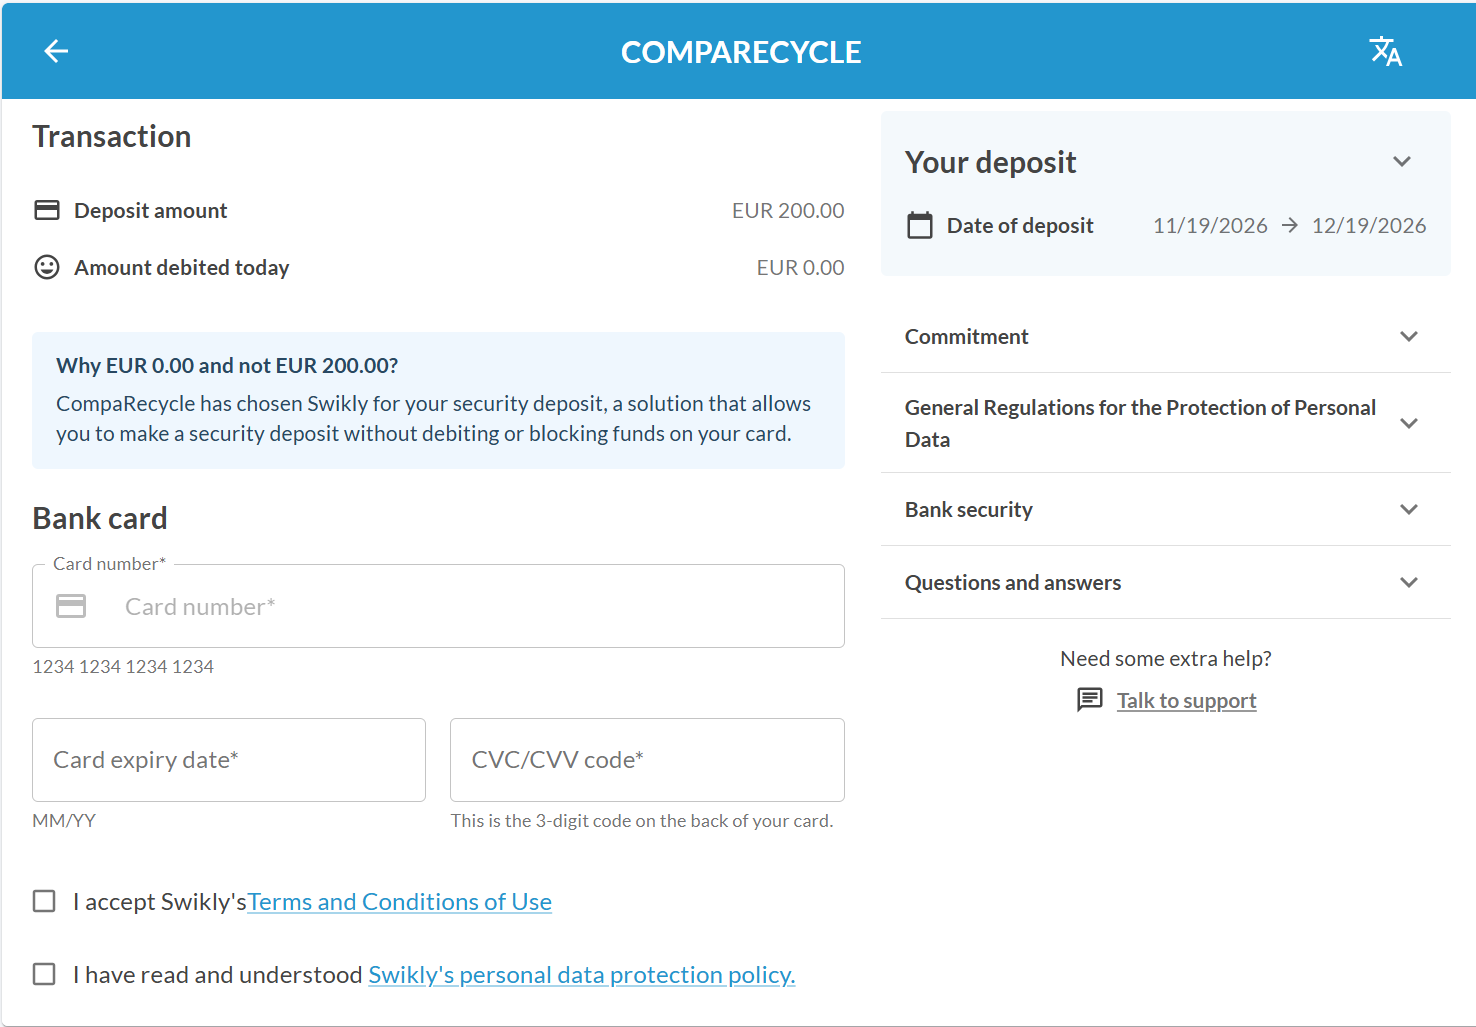 COMPARECYCLE
Transaction
Deposit amount EUR 200.00
Amount debited today EUR 0.00
Why EUR 0.00 and not EUR 200.00?
CompaRecycle has chosen Swikly for your security deposit, a solution that allows
you to make a security deposit without debiting or blocking funds on your card.
Bank card
Card number*
Card number*
1234 1234 1234 1234
Card expiry date*
MM/YY
CVC/CVV code*
This is the 3-digit code on the back of your card.
I accept Swikly'sTerms and Conditions of Use
I have read and understood Swikly's personal data protection policy.
Your deposit
Date of deposit 11/19/2026 → 12/19/2026
Commitment
General Regulations for the Protection of Personal
Data
Bank security
Questions and answers
Need some extra help?
Talk to support